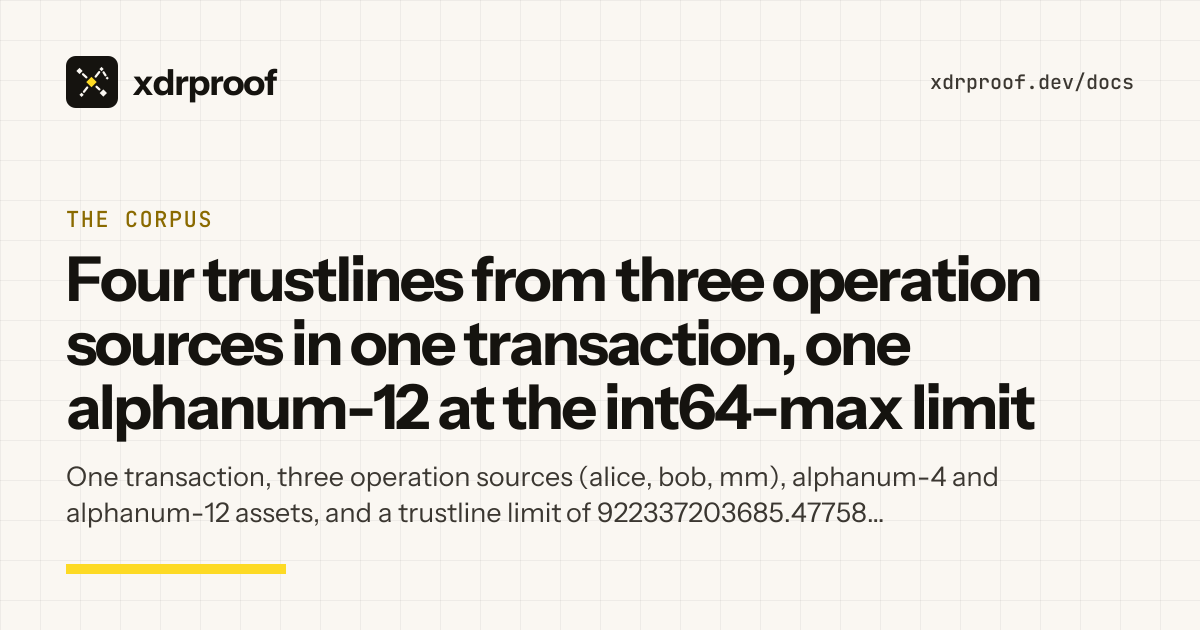 xdrproof
xdrproof.dev/docs
THE CORPUS
Four trustlines from three operation
sources in one transaction, one
alphanum-12 at the int64-max limit
One transaction, three operation sources (alice, bob, mm), alphanum-4 and
alphanum-12 assets, and a trustline limit of 922337203685.47758…